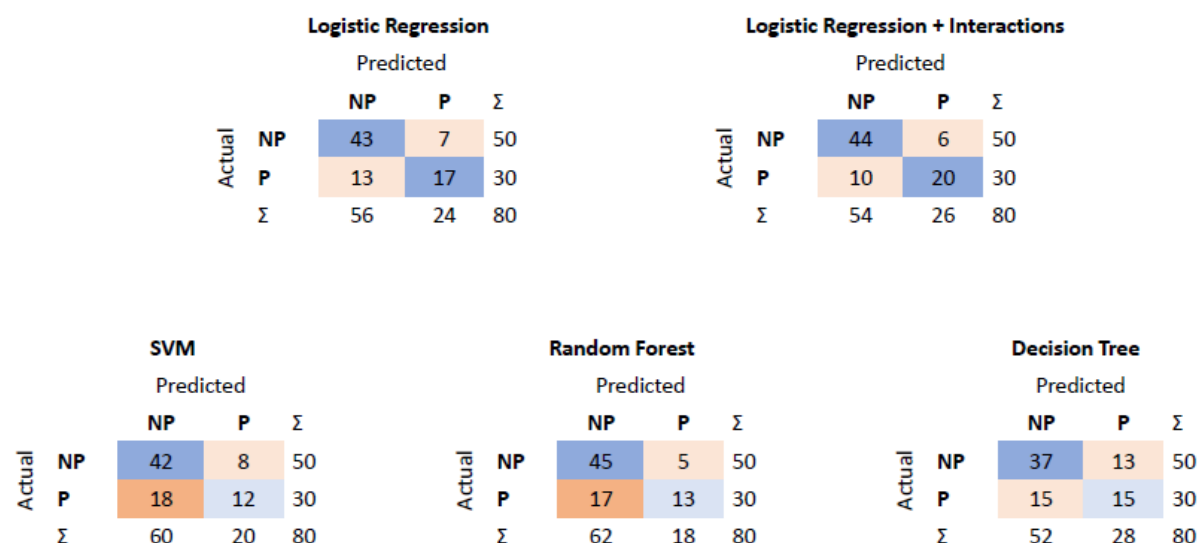 Logistic Regression
Predicted
NP P Σ
Actual
NP 43 7 50
P 13 17 30
Σ 56 24 80
Logistic Regression + Interactions
Predicted
NP P Σ
Actual
NP 44 6 50
P 10 20 30
Σ 54 26 80
SVM
Predicted
NP P Σ
Actual
NP 42 8 50
P 18 12 30
Σ 60 20 80
Random Forest
Predicted
NP P Σ
Actual
NP 45 5 50
P 17 13 30
Σ 62 18 80
Decision Tree
Predicted
NP P Σ
Actual
NP 37 13 50
P 15 15 30
Σ 52 28 80